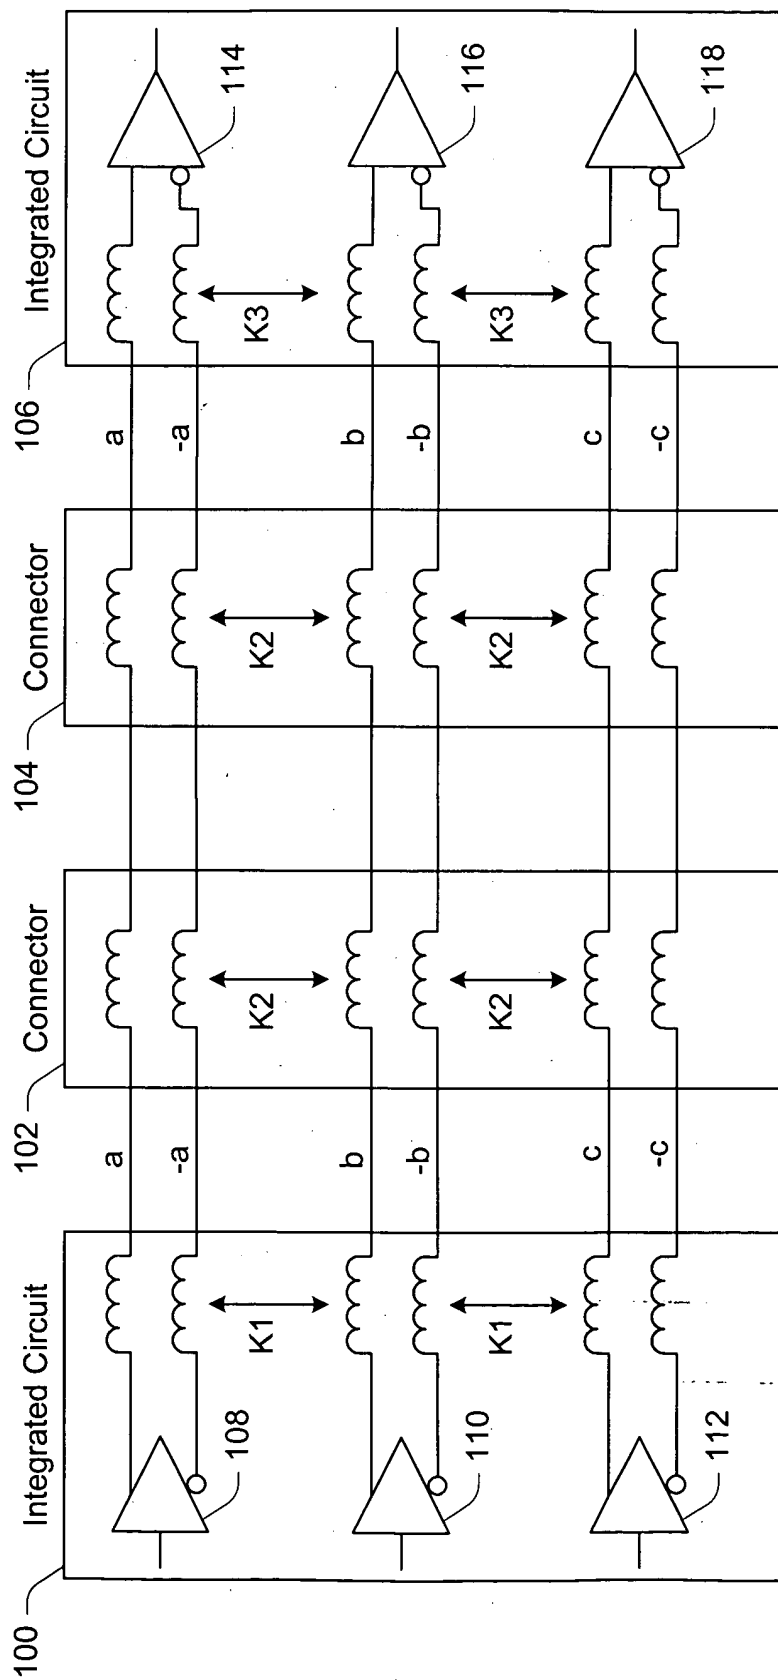 100
Integrated Circuit
102
Connector
104
Connector
106
Integrated Circuit
108
K1
110
K1
112
a
-a
b
-b
c
-c
K2
K2
K2
K2
a
-a
b
-b
c
-c
K3
K3
114
116
118